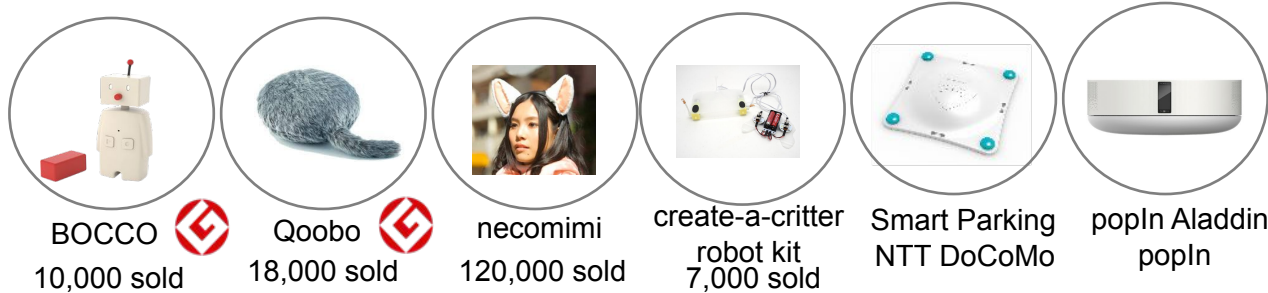 BOCCO
10,000 sold
Qoobo
18,000 sold
necomimi
120,000 sold
create-a-critter
robot kit
7,000 sold
Smart Parking
NTT DoCoMo
popIn Aladdin
popIn